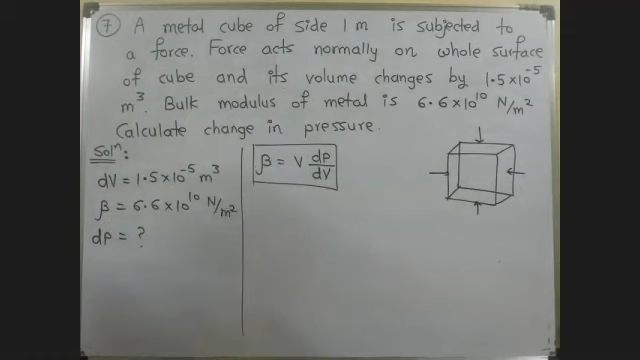 7 A metal cube of side 1 m is subjected to
a force. Force acts normally on whole surface
of cube and its volume changes by 1.5×10⁻⁵
m³. Bulk modulus of metal is 6.6×10¹⁰ N/m²
Calculate change in pressure.
Solⁿ:
dV = 1.5×10⁻⁵ m³
β = 6.6×10¹⁰ N/m²
dp = ?
β = V dp/dV